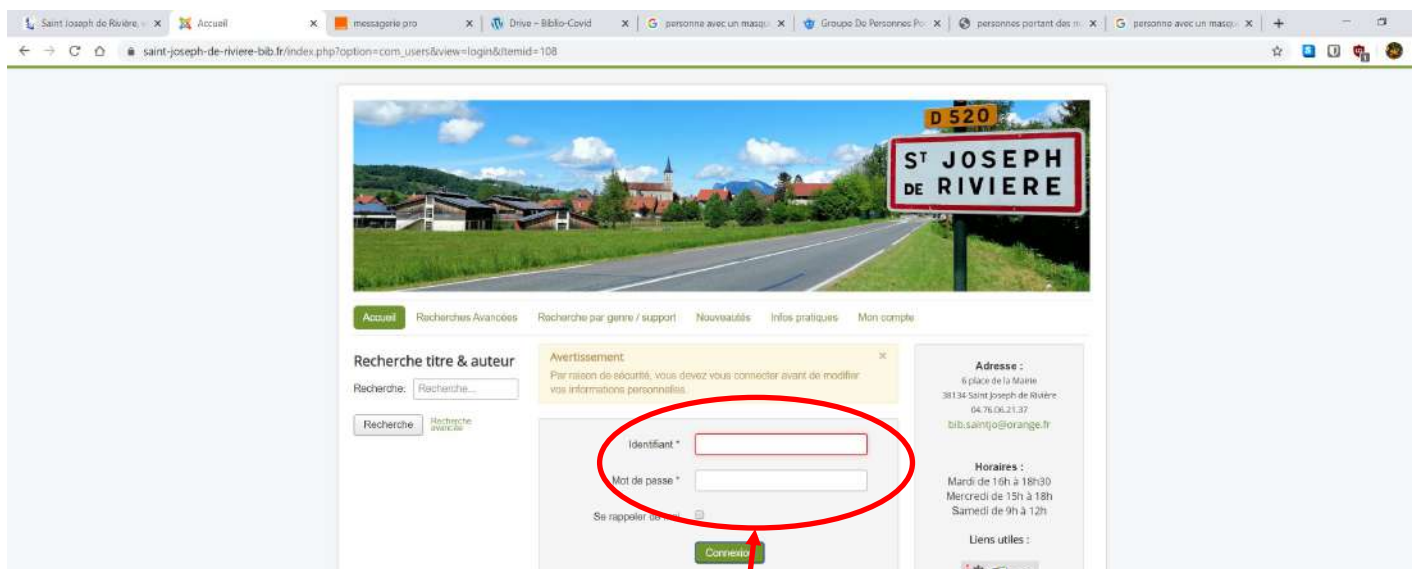 Saint Joseph de Rivière, -
Accueil
messagerie pro
Drive – Biblio-Covid
personne avec un masqu
Groupe De Personnes Po
personnes portant des m
personne avec un masqu
saint-joseph-de-riviere-bib.fr/index.php?option=com_users&view=login&Itemid=108
D 520
ST JOSEPH
DE RIVIERE
Accueil
Recherches Avancées
Recherche par genre / support
Nouveautés
Infos pratiques
Mon compte
Recherche titre & auteur
Recherche:
Recherche...
Recherche
Recherche
avancée
Avertissement
Par raison de sécurité, vous devez vous connecter avant de modifier
vos informations personnelles.
Identifiant *
Mot de passe *
Se rappeler de moi
Connexion
Adresse :
6 place de la Mairie
38134 Saint Joseph de Rivière
04.76.06.21.37
bib.saintjo@orange.fr
Horaires :
Mardi de 16h à 18h30
Mercredi de 15h à 18h
Samedi de 9h à 12h
Liens utiles :